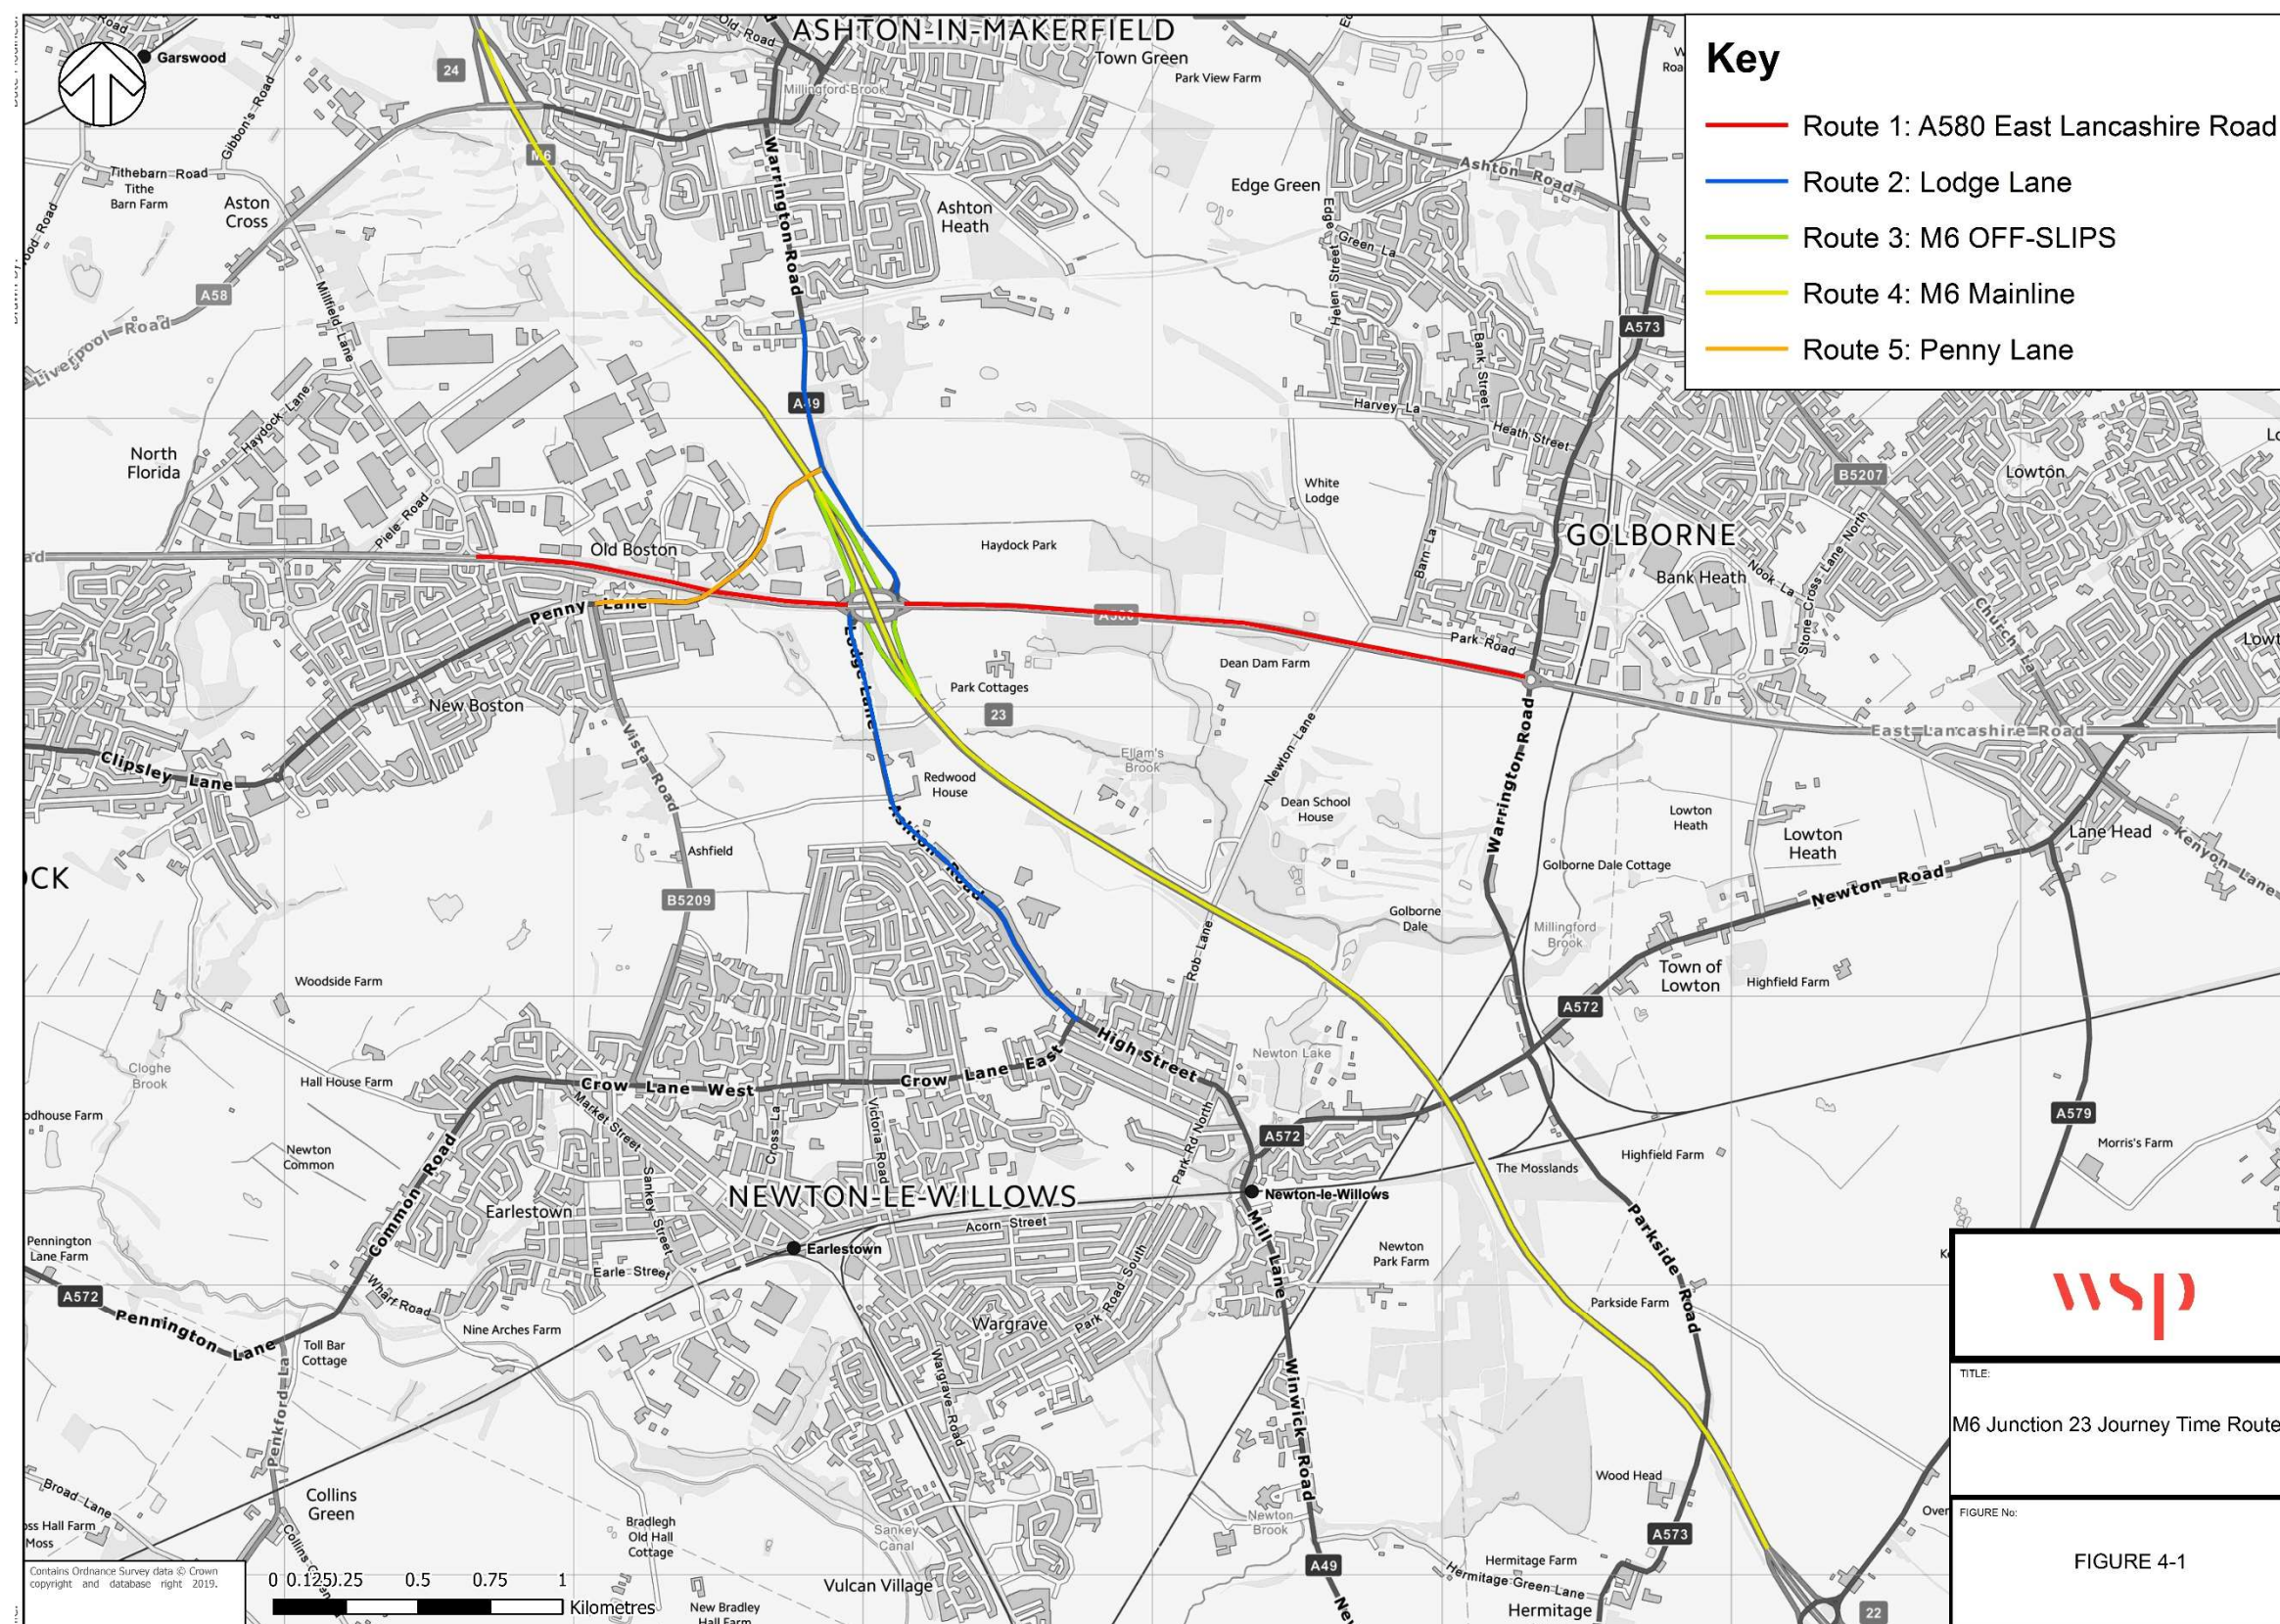 ASHTON-IN-MAKERFIELD
Old Road
Town Green
Garswood
24
Park View Farm
Millingford Brook
Gibbon's Road
M6
Tithebarn Road
Tithe
Barn Farm
Aston
Cross
Warrington Road
Ashton
Heath
Edge Green
Ashton Road
Edge Green La
Helen Street
A58
Liverpool Road
Millfield Lane
A573
Bank Street
A49
Harvey La
Heath Street
Haydock Lane
North
Florida
White
Lodge
B5207
Lowton
Piele Road
Old Boston
Haydock Park
Barn La
GOLBORNE
Bank Heath
Nook La
Stone Cross Lane North
Church La
Penny Lane
A580
Park Road
Lodge Lane
Dean Dam Farm
Park Cottages
23
New Boston
Vista Road
Ellam's
Brook
Newton Lane
Warrington Road
East Lancashire Road
Clipsley Lane
Redwood
House
Dean School
House
Lowton
Heath
Lowton
Heath
Lane Head
Kenyon Lane
Ashton Road
Ashfield
Golborne Dale Cottage
Newton Road
B5209
Golborne
Dale
Millingford
Brook
Rob Lane
Town of
Lowton
Highfield Farm
Woodside Farm
A572
High Street
Newton Lake
Cloghe
Brook
Hall House Farm
Crow Lane West
Crow Lane East
Market Street
Cross La
Victoria Road
Park Rd North
A572
A579
Morris's Farm
Newton
Common
Common Road
Sankey Street
The Mosslands
Highfield Farm
NEWTON-LE-WILLOWS
Newton-le-Willows
Earlestown
Acorn Street
Mill Lane
Parkside Road
Pennington
Lane Farm
Earlestown
Earle Street
Newton
Park Farm
A572
Pennington Lane
Wharf Road
Nine Arches Farm
Wargrave
Park Road South
Parkside Farm
Toll Bar
Cottage
Penkford La
Wargrave Road
Winwick Road
Wood Head
Broad Lane
Collins
Green
Bradlegh
Old Hall
Cottage
Sankey
Canal
Newton
Brook
A573
Moss
A49
Hermitage Farm
Hermitage Green Lane
Hermitage
Vulcan Village
New Bradley
Hall Farm
22
Key
Route 1: A580 East Lancashire Road
Route 2: Lodge Lane
Route 3: M6 OFF-SLIPS
Route 4: M6 Mainline
Route 5: Penny Lane
wsp
TITLE:
M6 Junction 23 Journey Time Route
FIGURE No:
FIGURE 4-1
Contains Ordnance Survey data © Crown
copyright and database right 2019.
0 0.125 0.25 0.5 0.75 1
Kilometres